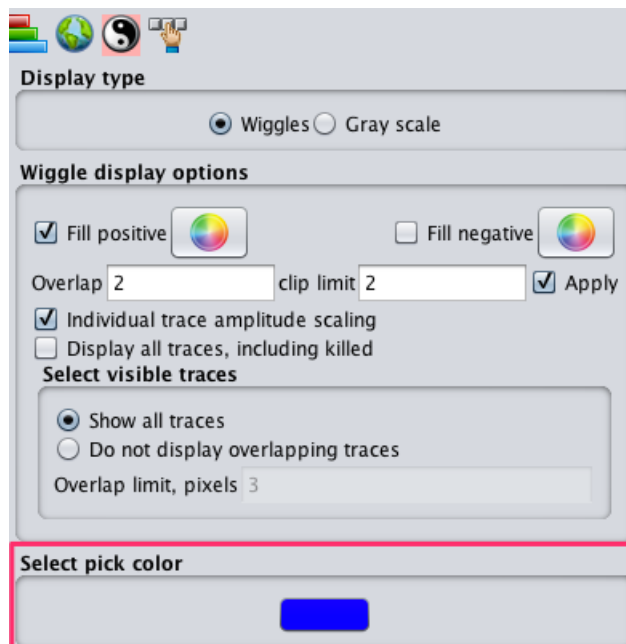 Display type
Wiggles Gray scale
Wiggle display options
Fill positive Fill negative
Overlap 2 clip limit 2 Apply
Individual trace amplitude scaling
Display all traces, including killed
Select visible traces
Show all traces
Do not display overlapping traces
Overlap limit, pixels 3
Select pick color